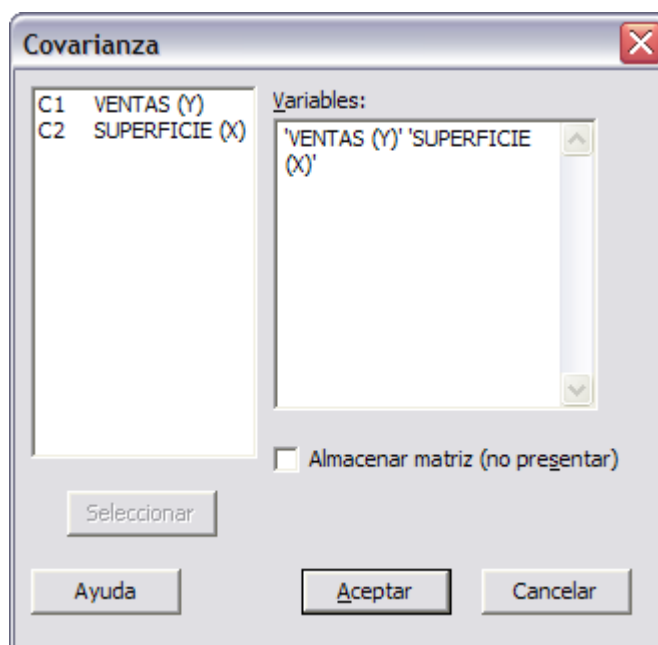 Covarianza
C1 VENTAS (Y)
C2 SUPERFICIE (X)
Variables:
'VENTAS (Y)' 'SUPERFICIE
(X)'
Almacenar matriz (no presentar)
Seleccionar
Ayuda
Aceptar
Cancelar